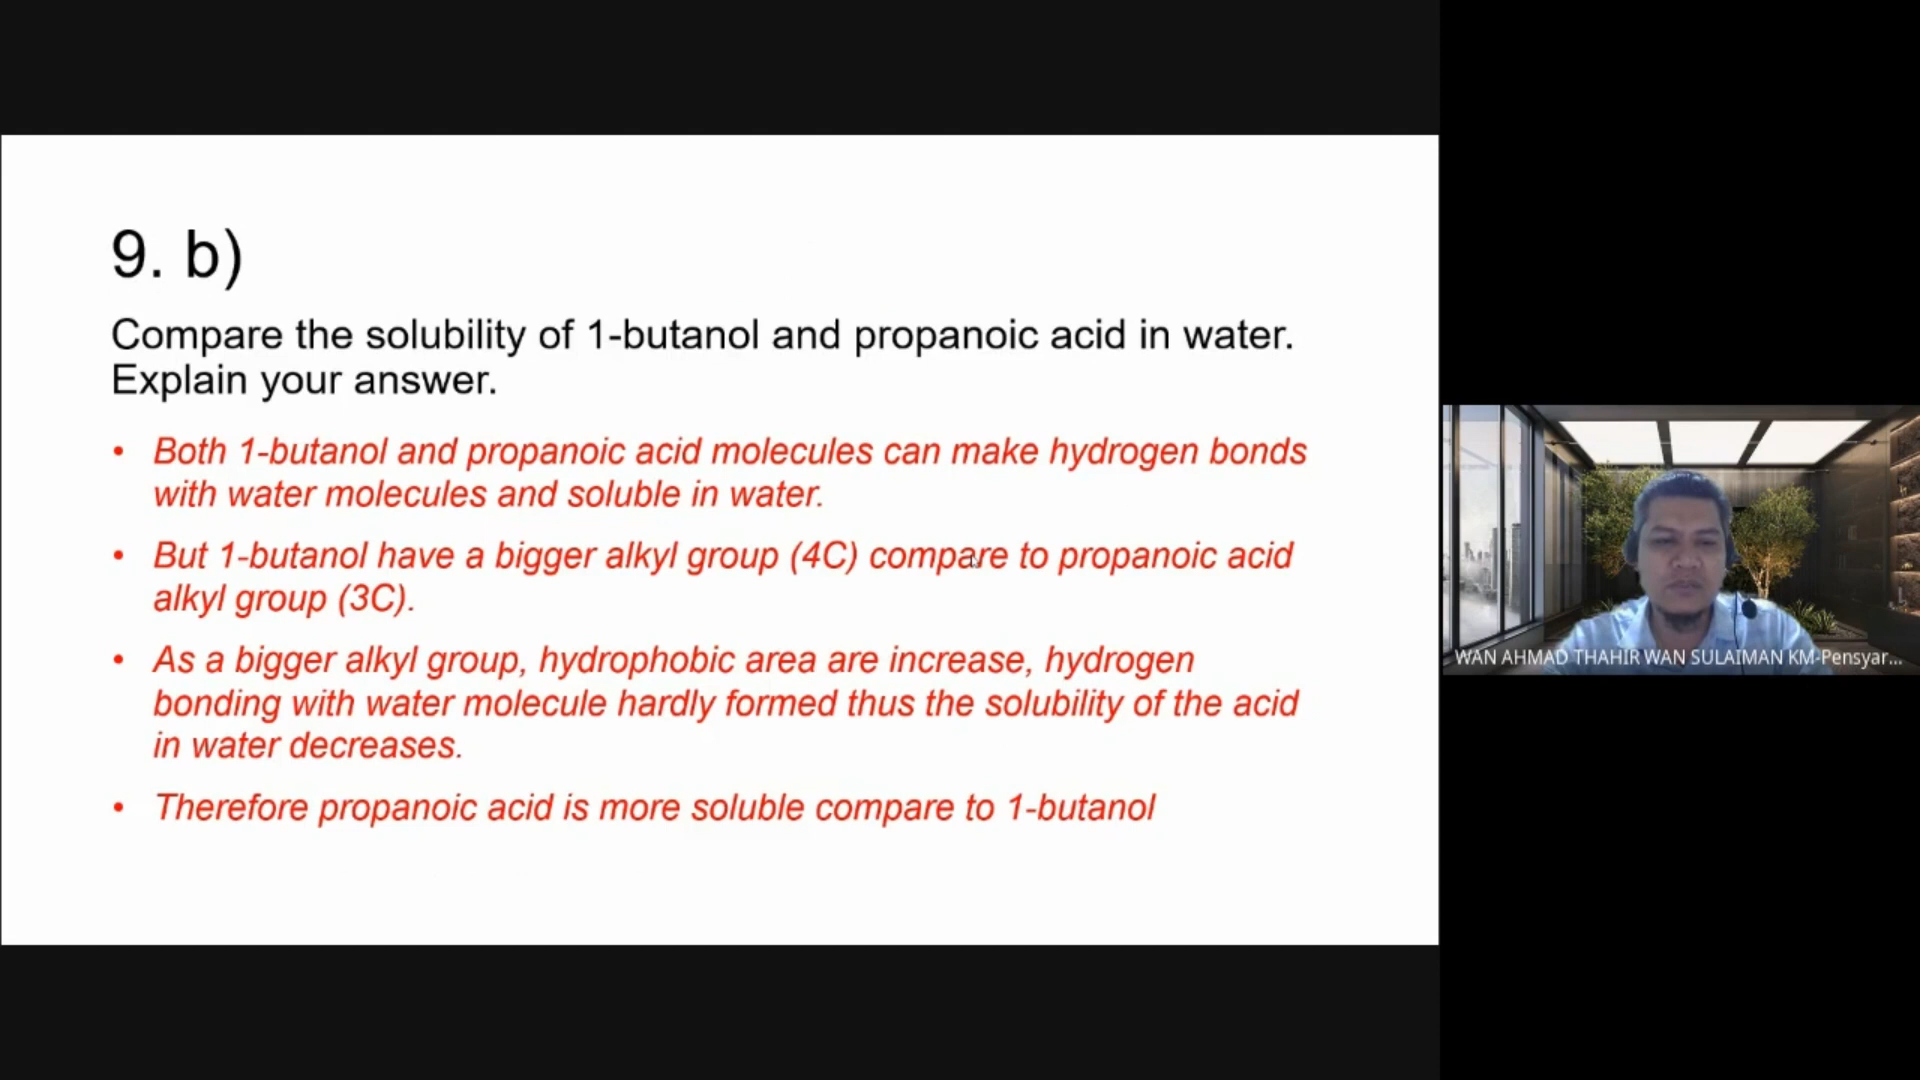 9. b)
Compare the solubility of 1-butanol and propanoic acid in water.
Explain your answer.
• Both 1-butanol and propanoic acid molecules can make hydrogen bonds
with water molecules and soluble in water.
• But 1-butanol have a bigger alkyl group (4C) compare to propanoic acid
alkyl group (3C).
• As a bigger alkyl group, hydrophobic area are increase, hydrogen
bonding with water molecule hardly formed thus the solubility of the acid
in water decreases.
• Therefore propanoic acid is more soluble compare to 1-butanol
WAN AHMAD THAHIR WAN SULAIMAN KM-Pensyar...